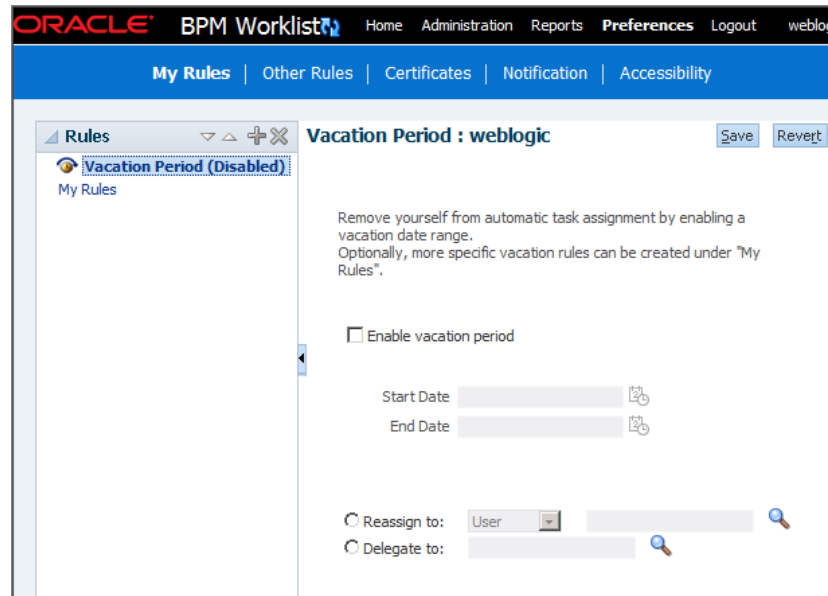 ORACLE BPM Worklist Home Administration Reports Preferences Logout
My Rules Other Rules Certificates Notification Accessibility
Rules
Vacation Period (Disabled)
My Rules
Vacation Period : weblogic Save Revert
Remove yourself from automatic task assignment by enabling a
vacation date range.
Optionally, more specific vacation rules can be created under "My
Rules".
Enable vacation period
Start Date
End Date
Reassign to: User
Delegate to: